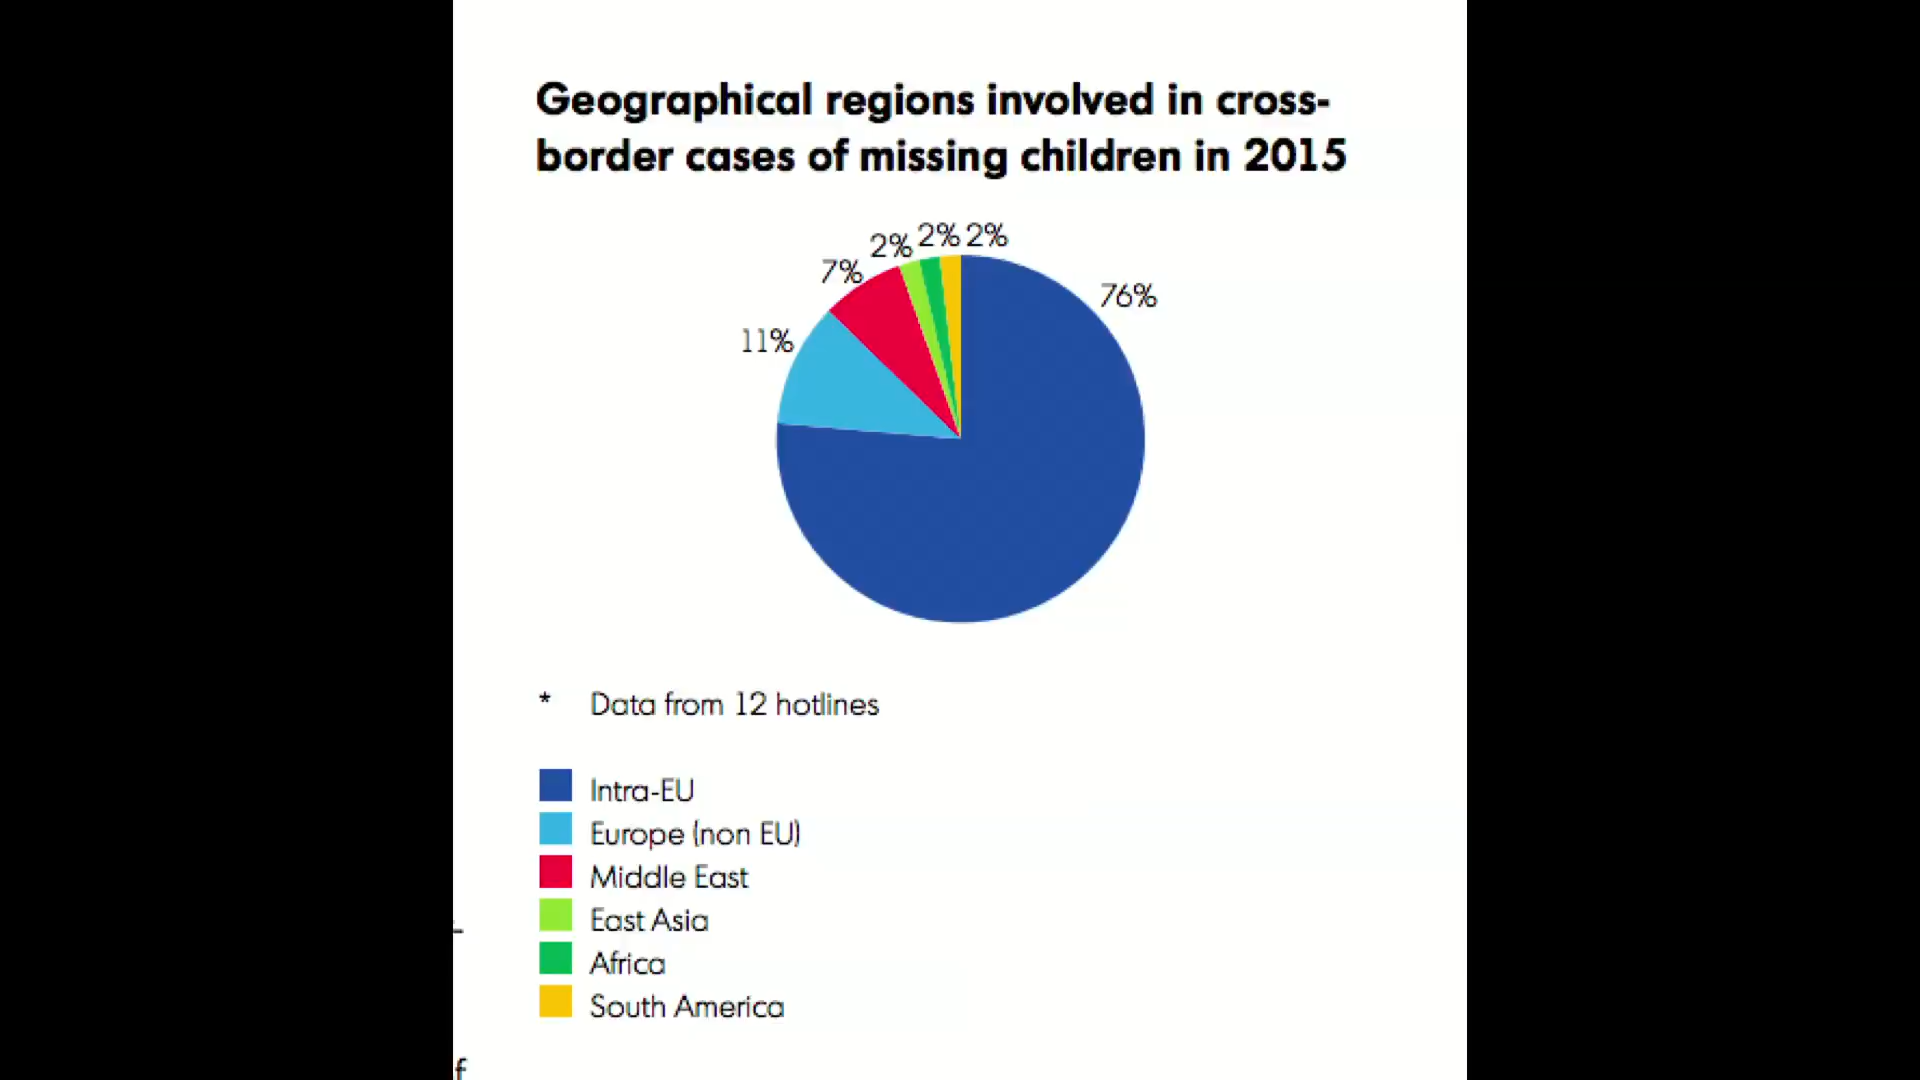 Geographical regions involved in cross-
border cases of missing children in 2015
2% 2% 2%
7%
76%
11%
* Data from 12 hotlines
Intra-EU
Europe (non EU)
Middle East
East Asia
Africa
South America
f